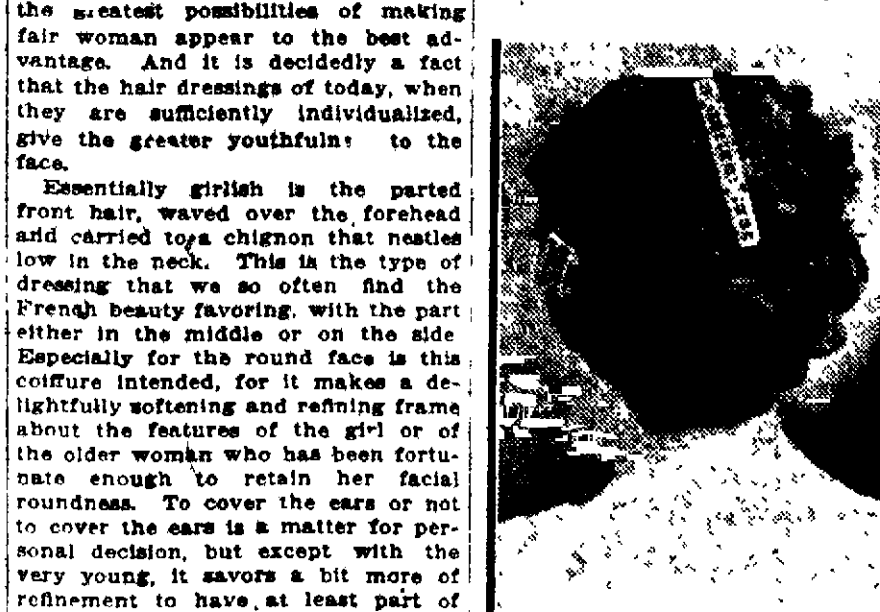 the greatest possibilities of making
fair woman appear to the best ad-
vantage. And it is decidedly a fact
that the hair dressings of today, when
they are sufficiently individualized,
give the greater youthfulns to the
face.
Essentially girlish is the parted
front hair, waved over the forehead
and carried to a chignon that nestles
low in the neck. This is the type of
dressing that we so often find the
French beauty favoring, with the part
either in the middle or on the side
Especially for the round face is this
coiffure intended, for it makes a de-
lightfully softening and refining frame
about the features of the girl or of
the older woman who has been fortu-
nate enough to retain her facial
roundness. To cover the ears or not
to cover the ears is a matter for per-
sonal decision, but except with the
very young, it savors a bit more of
refinement to have at least part of